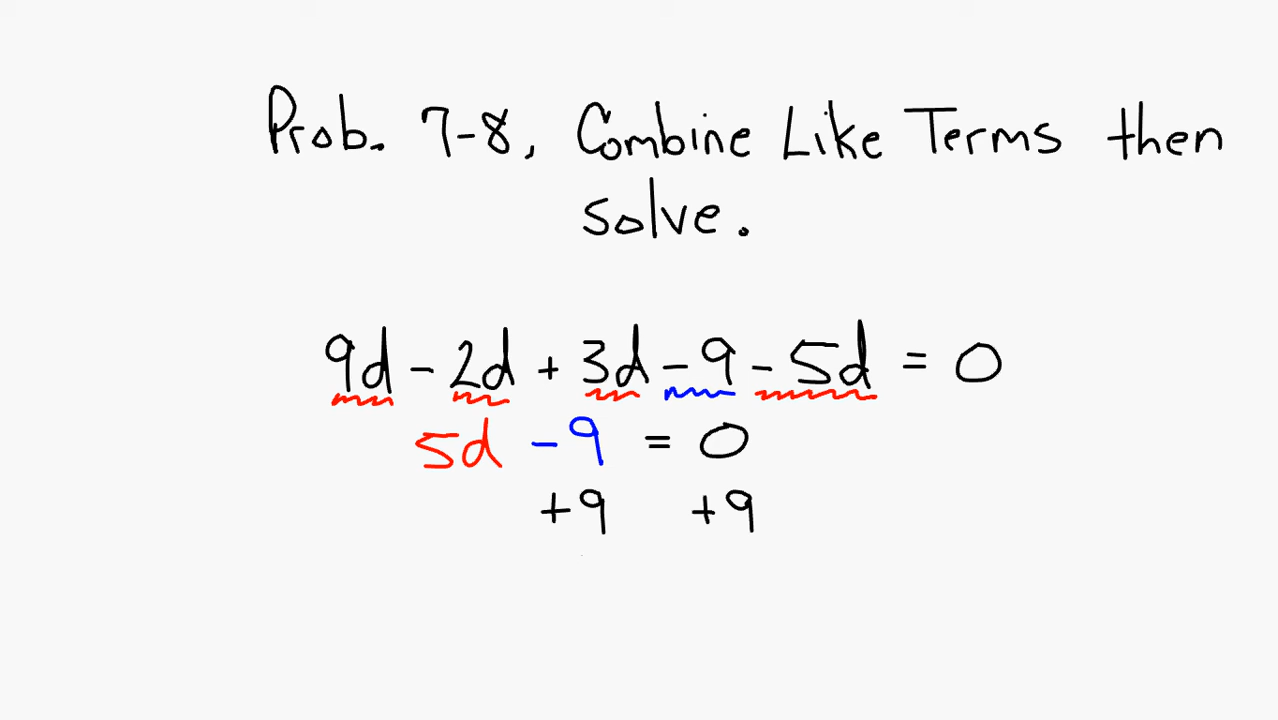 Prob. 7-8, Combine Like Terms then
solve.
9d - 2d + 3d - 9 - 5d = 0
5d - 9 = 0
+9 +9